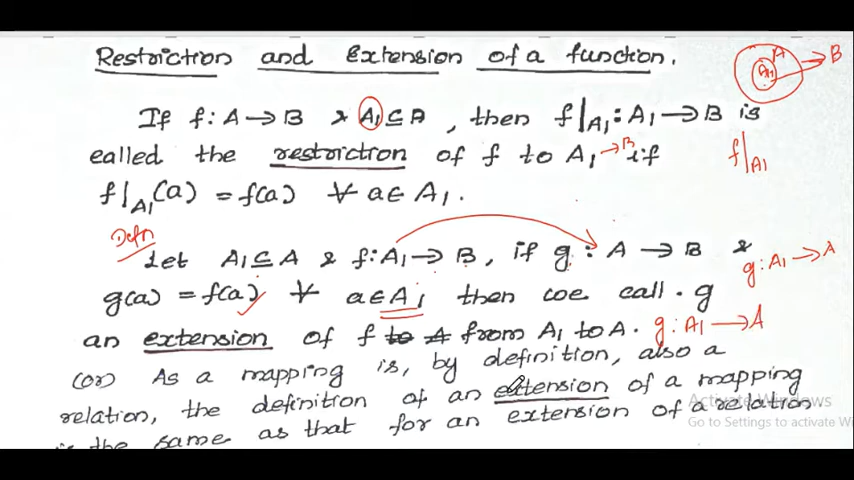 Restriction and Extension of a function.
A
A1
B
If f: A → B & A1 ⊆ A, then f|A1 : A1 → B is
called the restriction of f to A1 → B if
f|A1
f|A1(a) = f(a) ∀ a ∈ A1.
Defn
Let A1 ⊆ A & f: A1 → B, if g : A → B &
g: A1 → A
g(a) = f(a) ∀ a ∈ A1 then we call g
an extension of f to A from A1 to A.
g: A1 → A
(or) As a mapping is, by definition, also a
relation, the definition of an extension of a mapping
is the same as that for an extension of a relation
Activate Windows
Go to Settings to activate Wi